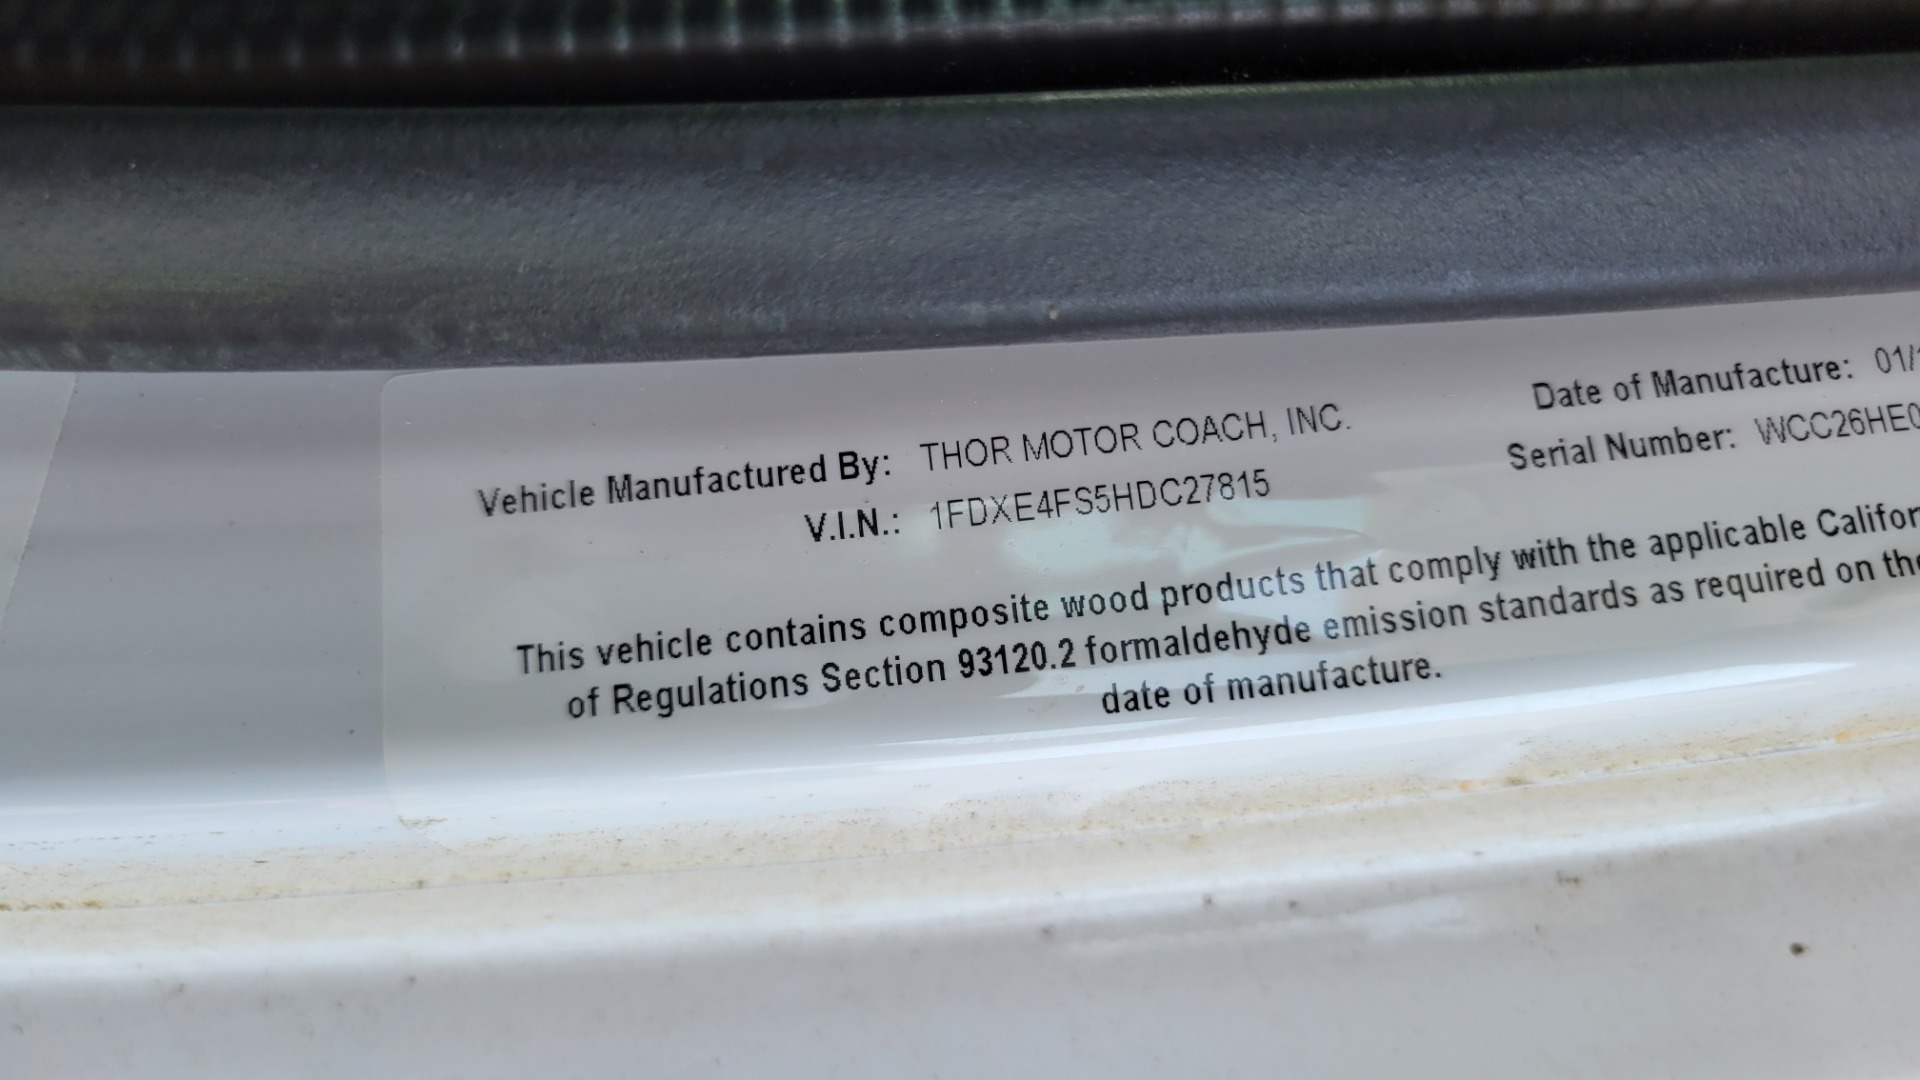 Vehicle Manufactured By: THOR MOTOR COACH, INC.
V.I.N.: 1FDXE4FS5HDC27815
Date of Manufacture: 01/
Serial Number: WCC26HE0
This vehicle contains composite wood products that comply with the applicable Califor
of Regulations Section 93120.2 formaldehyde emission standards as required on the
date of manufacture.